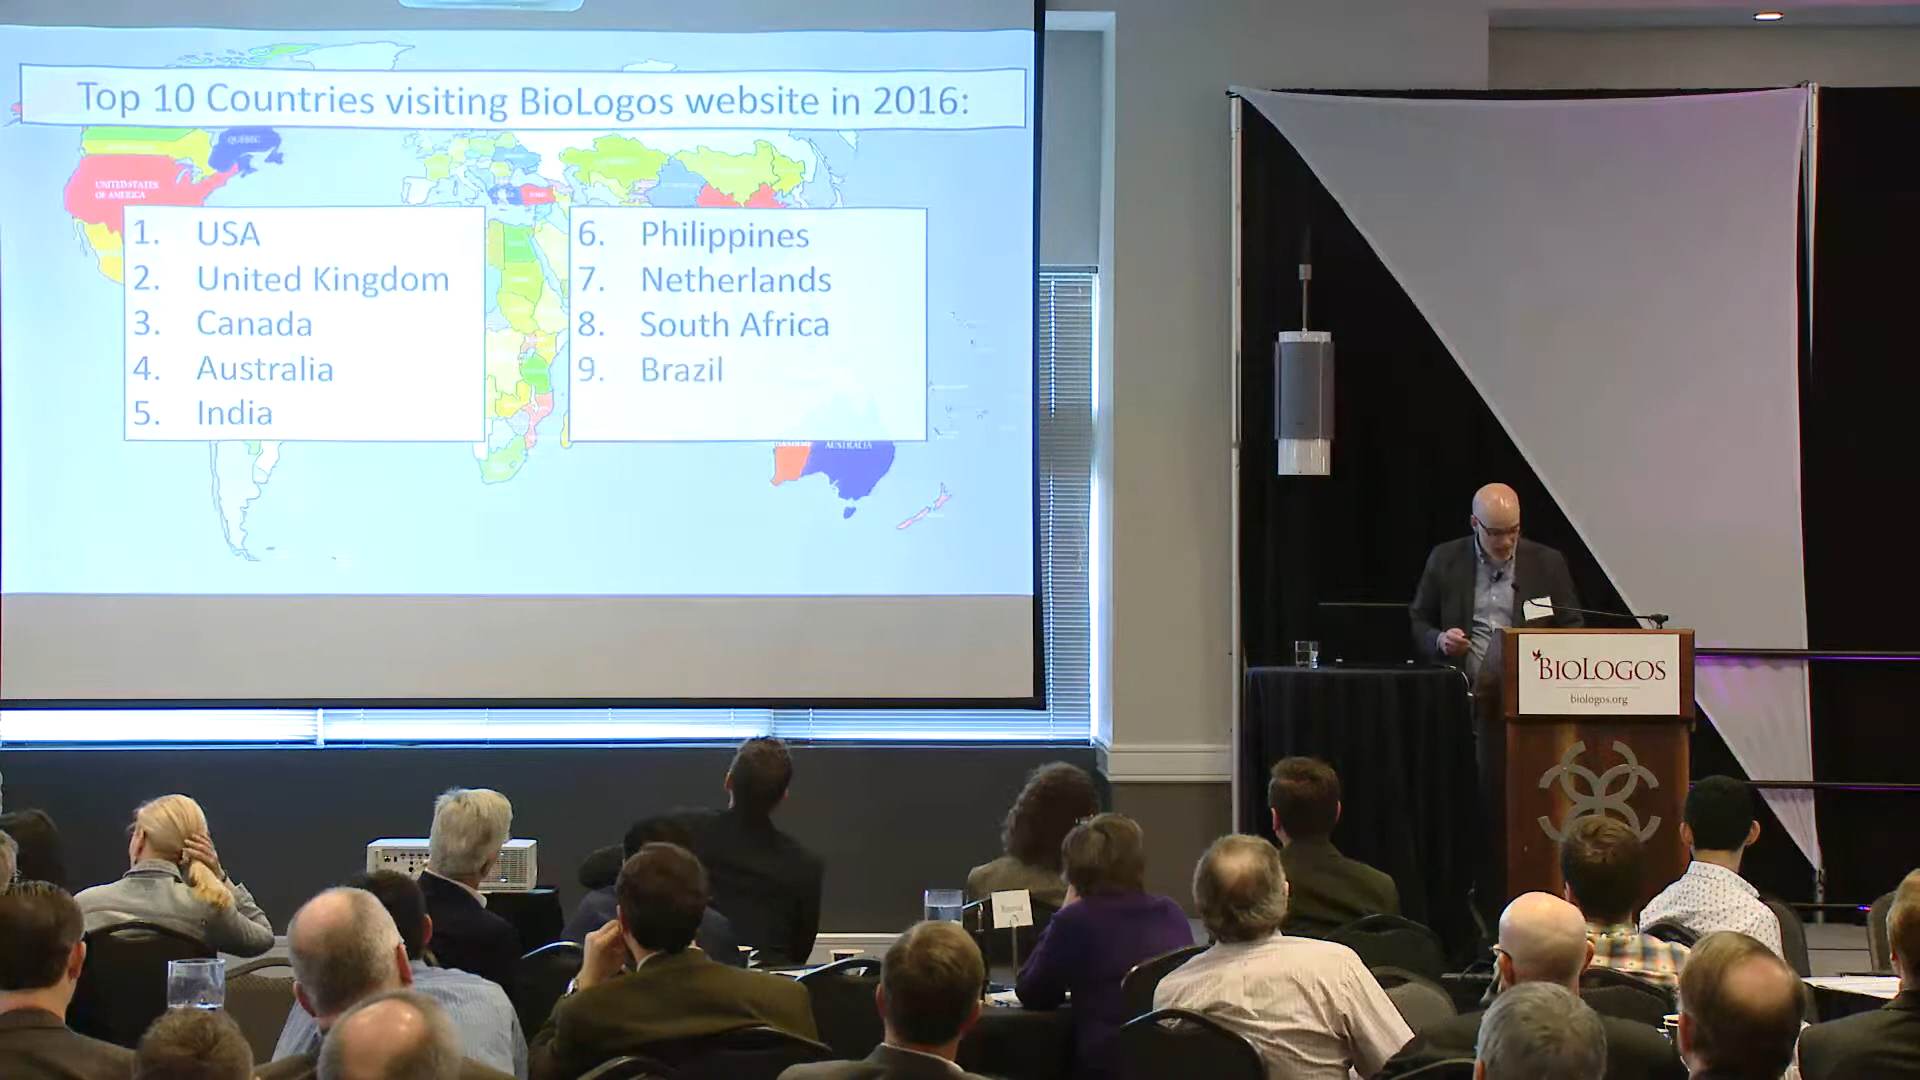 Top 10 Countries visiting BioLogos website in 2016:
QUEBEC
UNITED STATES
OF AMERICA
1. USA
2. United Kingdom
3. Canada
4. Australia
5. India
6. Philippines
7. Netherlands
8. South Africa
9. Brazil
AUSTRALIA
BIOLOGOS
biologos.org
Reserved